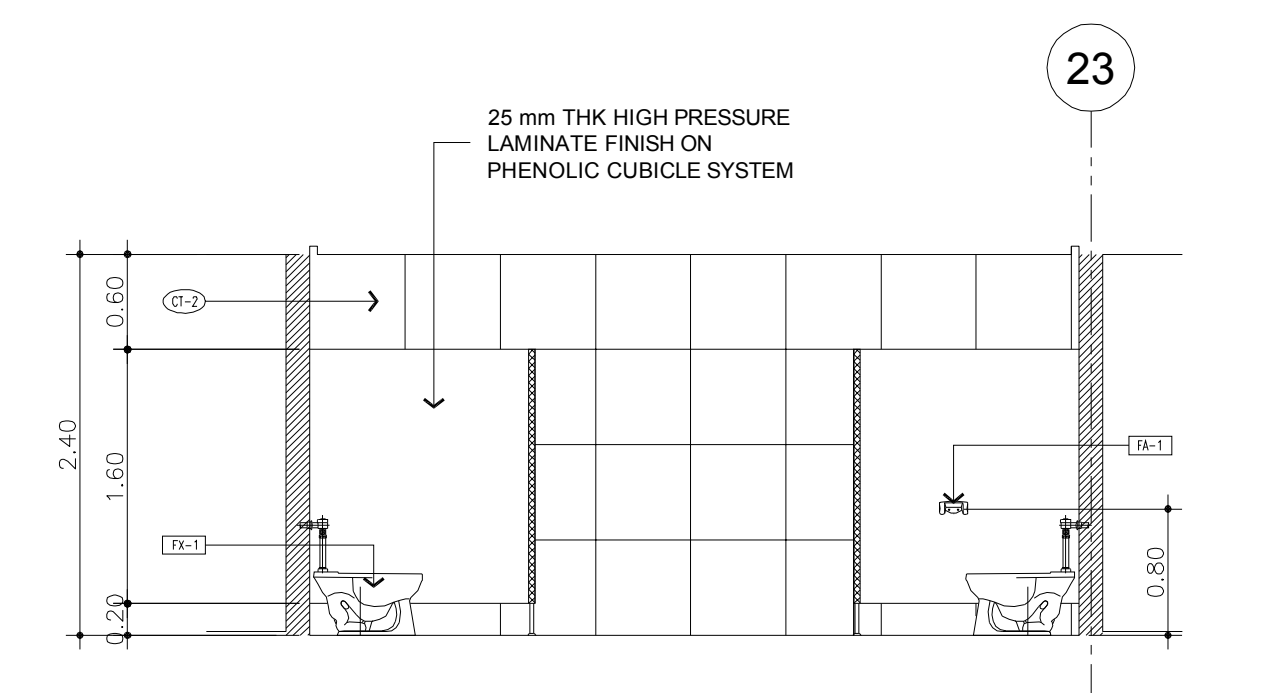 23
25 mm THK HIGH PRESSURE
LAMINATE FINISH ON
PHENOLIC CUBICLE SYSTEM
0.60
CT-2
2.40
1.60
FA-1
FX-1
0.80
0.20